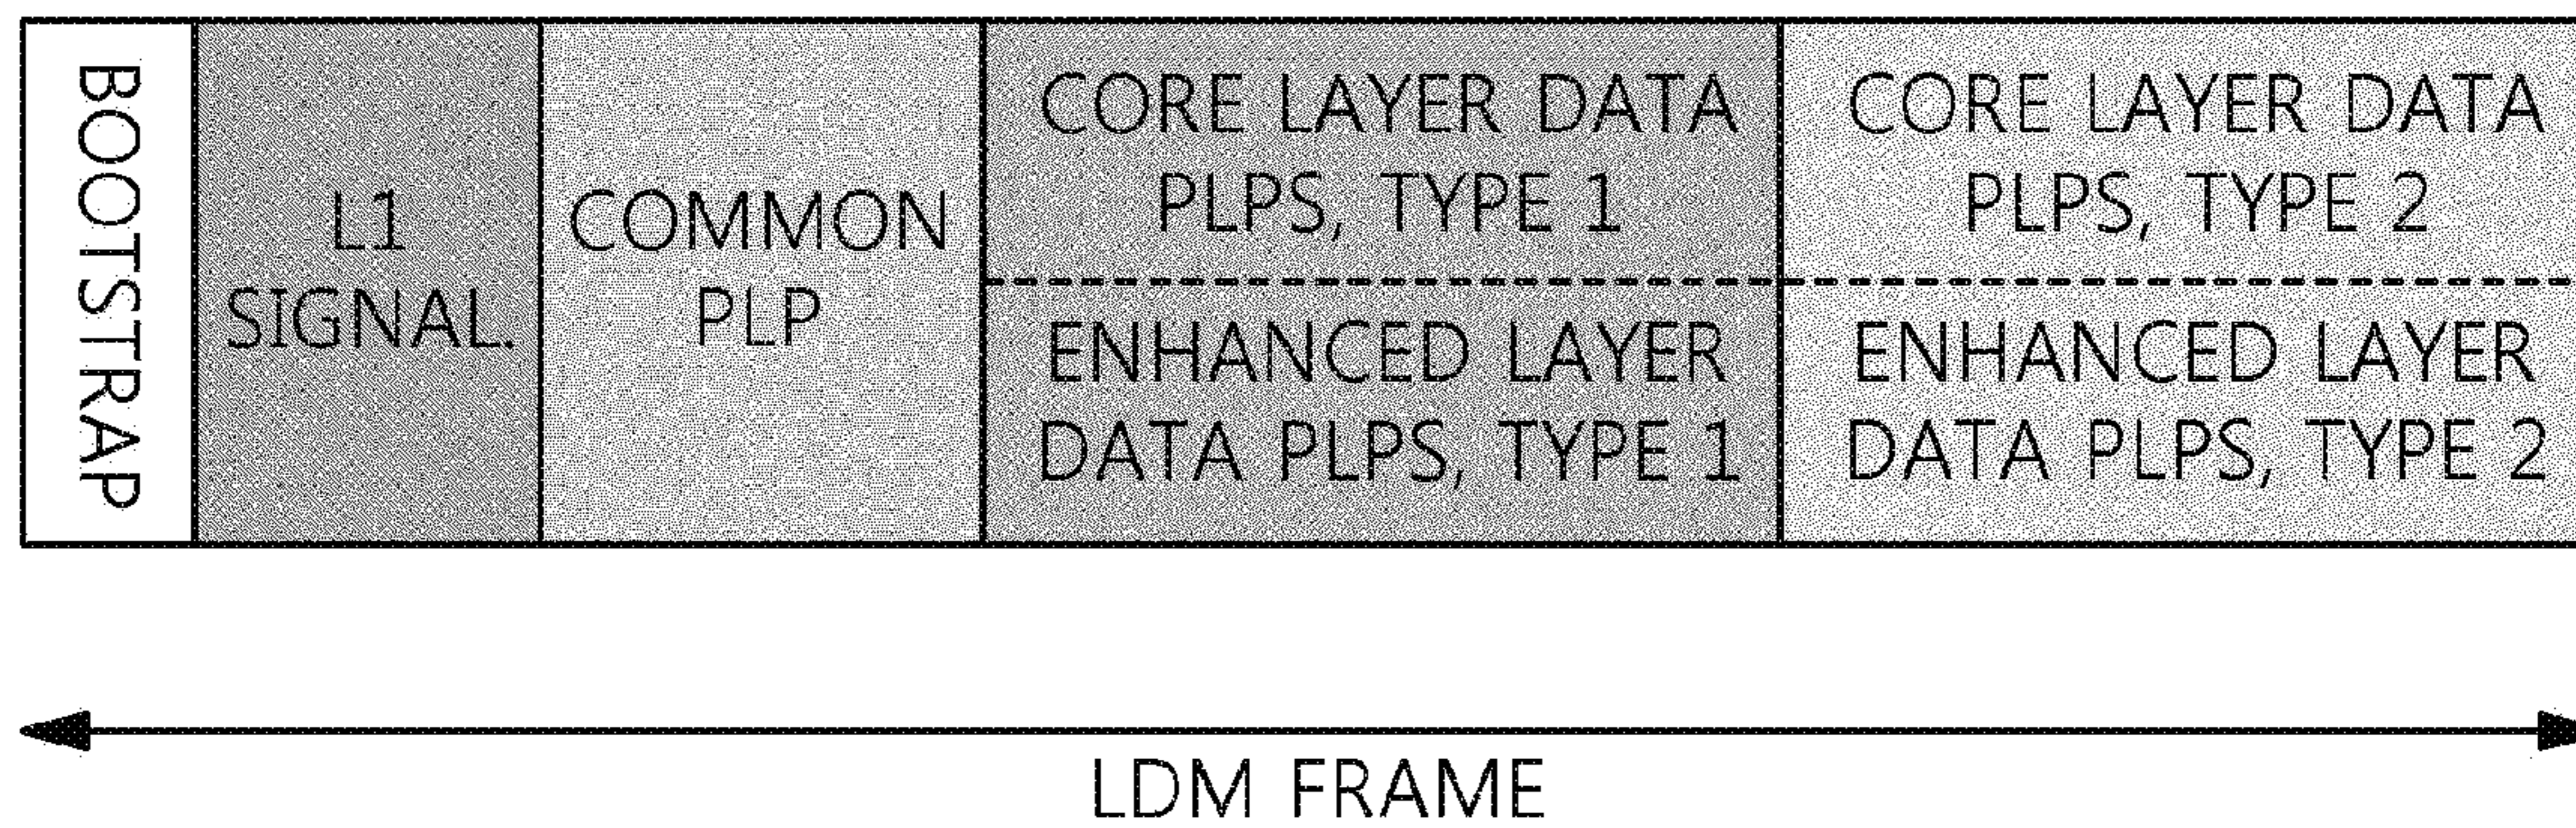 BOOTSTRAP
L1
SIGNAL.
COMMON
PLP
CORE LAYER DATA
PLPS, TYPE 1
ENHANCED LAYER
DATA PLPS, TYPE 1
CORE LAYER DATA
PLPS, TYPE 2
ENHANCED LAYER
DATA PLPS, TYPE 2
LDM FRAME